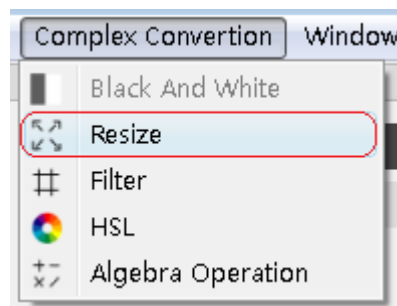 Complex Convertion Window
Black And White
Resize
Filter
HSL
Algebra Operation